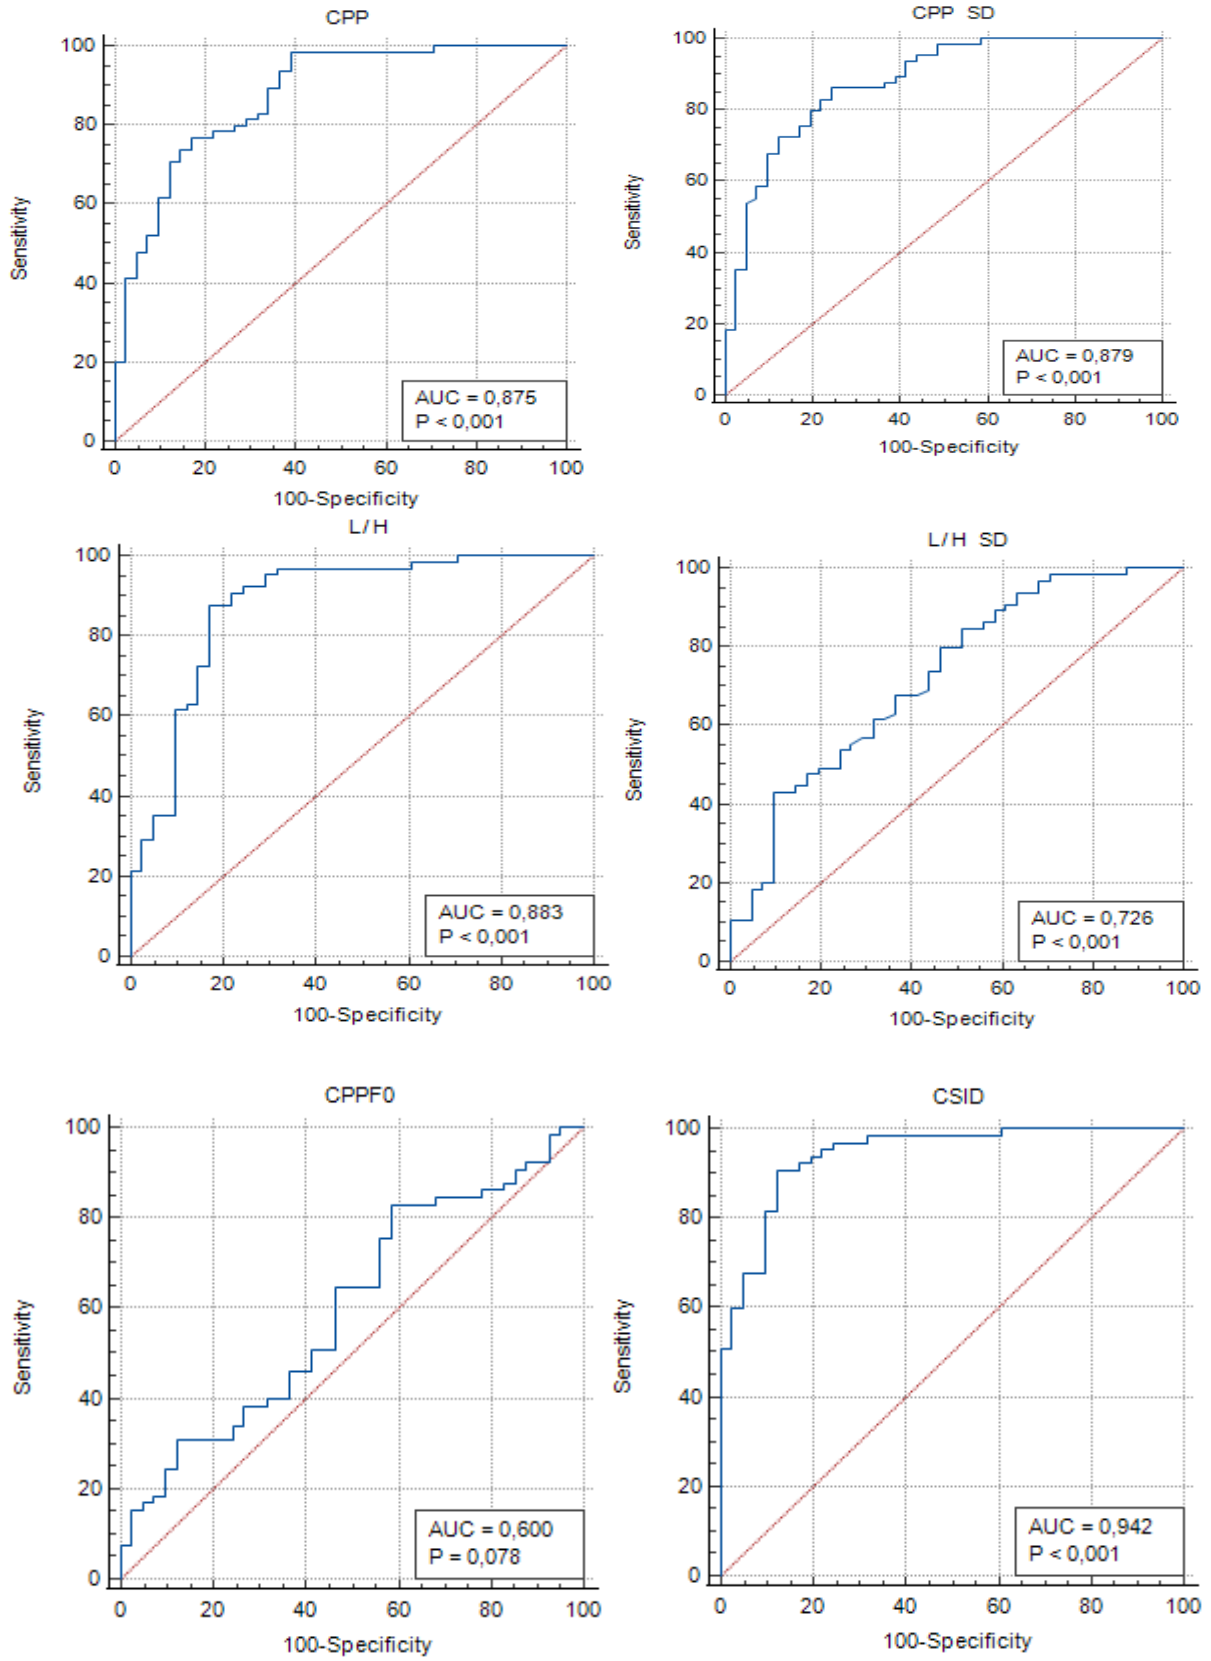 CPP
100
80
60
40
20
0
Sensitivity
AUC = 0,875
P < 0,001
0 20 40 60 80 100
100-Specificity
CPP SD
100
80
60
40
20
0
Sensitivity
AUC = 0,879
P < 0,001
0 20 40 60 80 100
100-Specificity
L/H
100
80
60
40
20
0
Sensitivity
AUC = 0,883
P < 0,001
0 20 40 60 80 100
100-Specificity
L/H SD
100
80
60
40
20
0
Sensitivity
AUC = 0,726
P < 0,001
0 20 40 60 80 100
100-Specificity
CPPF0
100
80
60
40
20
0
Sensitivity
AUC = 0,600
P = 0,078
0 20 40 60 80 100
100-Specificity
CSID
100
80
60
40
20
0
Sensitivity
AUC = 0,942
P < 0,001
0 20 40 60 80 100
100-Specificity